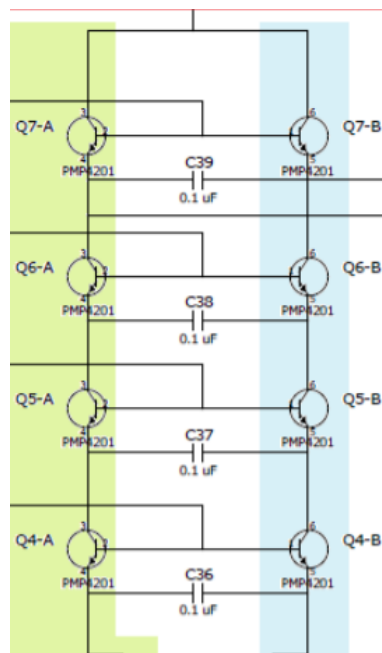 3 6
Q7-A 2 Q7-B
4 C39 5
PMP4201 PMP4201
0.1 uF
3 6
Q6-A 2 Q6-B
4 C38 5
PMP4201 PMP4201
0.1 uF
3 6
Q5-A 2 Q5-B
4 C37 5
PMP4201 PMP4201
0.1 uF
3 6
Q4-A 2 Q4-B
4 C36 5
PMP4201 PMP4201
0.1 uF